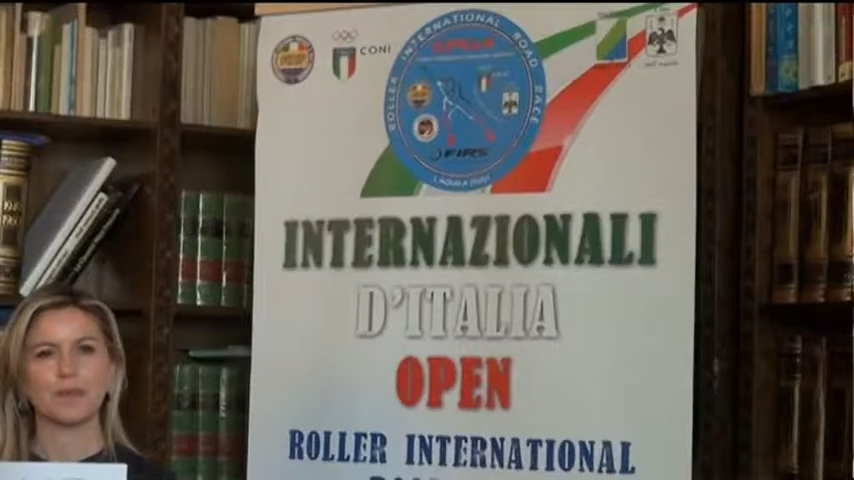 CONI
ROLLER INTERNATIONAL ROAD RACE
FIRS
INTERNAZIONALI
D'ITALIA
OPEN
ROLLER INTERNATIONAL